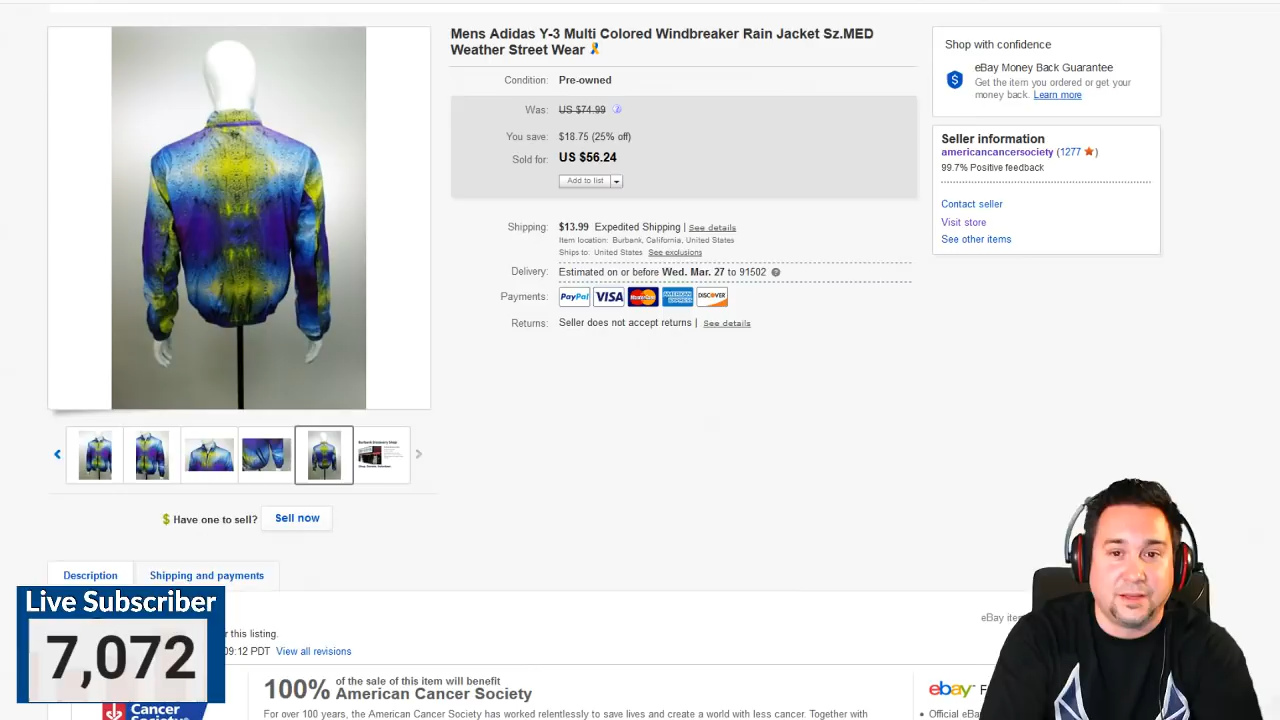 Mens Adidas Y-3 Multi Colored Windbreaker Rain Jacket Sz.MED
Weather Street Wear
Condition: Pre-owned
Was: US $74.99
You save: $18.75 (25% off)
Sold for: US $56.24
Add to list
Shipping: $13.99 Expedited Shipping | See details
Item location: Burbank, California, United States
Ships to: United States See exclusions
Delivery: Estimated on or before Wed. Mar. 27 to 91502
Payments: PayPal VISA MasterCard AMERICAN EXPRESS DISCOVER
Returns: Seller does not accept returns | See details
Shop with confidence
eBay Money Back Guarantee
Get the item you ordered or get your
money back. Learn more
Seller information
americancancersociety (1277 )
99.7% Positive feedback
Contact seller
Visit store
See other items
$ Have one to sell? Sell now
Description
Shipping and payments
eBay
r this listing.
09:12 PDT View all revisions
Live Subscriber
7,072
Cancer
100% of the sale of this item will benefit
American Cancer Society
For over 100 years, the American Cancer Society has worked relentlessly to save lives and create a world with less cancer. Together with
ebay F
• Official eBa